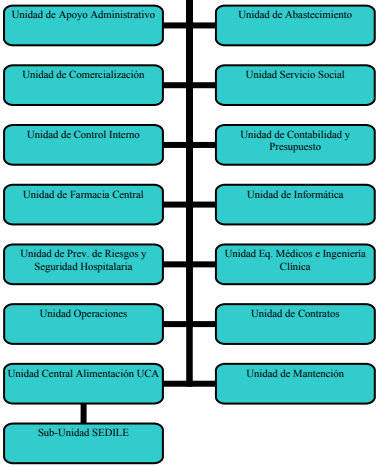 Unidad de Apoyo Administrativo
Unidad de Abastecimiento
Unidad de Comercialización
Unidad Servicio Social
Unidad de Control Interno
Unidad de Contabilidad y
Presupuesto
Unidad de Farmacia Central
Unidad de Informática
Unidad de Prev. de Riesgos y
Seguridad Hospitalaria
Unidad Eq. Médicos e Ingeniería
Clínica
Unidad Operaciones
Unidad de Contratos
Unidad Central Alimentación UCA
Unidad de Mantención
Sub-Unidad SEDILE